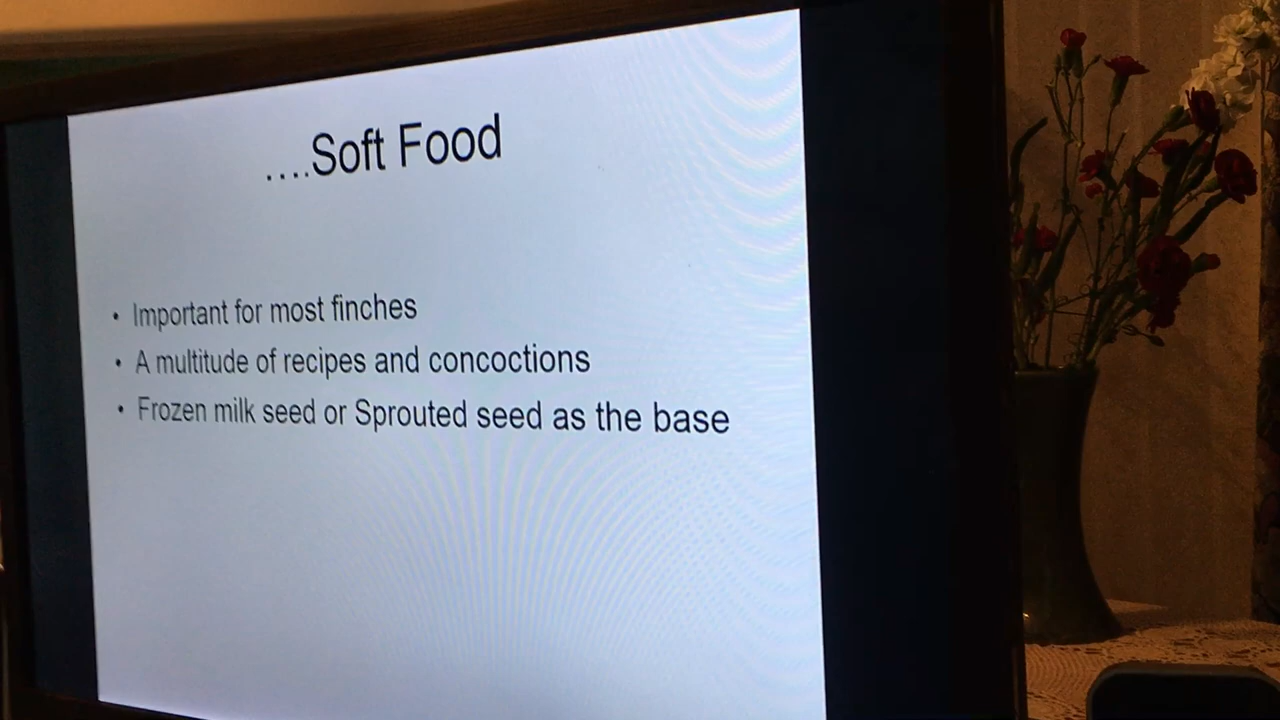 ....Soft Food
• Important for most finches
• A multitude of recipes and concoctions
• Frozen milk seed or Sprouted seed as the base